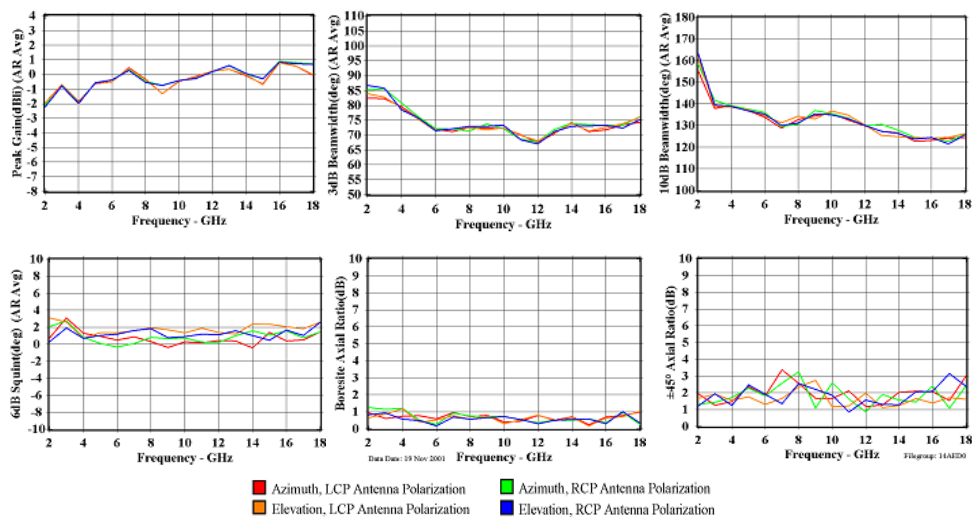 Peak Gain(dBli) (AR Avg)
4
3
2
1
0
-1
-2
-3
-4
-5
-6
-7
-8
2 4 6 8 10 12 14 16 18
Frequency - GHz
3dB Beamwidth(deg) (AR Avg)
110
105
100
95
90
85
80
75
70
65
60
55
50
2 4 6 8 10 12 14 16 18
Frequency - GHz
10dB Beamwidth(deg) (AR Avg)
180
170
160
150
140
130
120
110
100
2 4 6 8 10 12 14 16 18
Frequency - GHz
6dB Squint(deg) (AR Avg)
10
8
6
4
2
0
-2
-4
-6
-8
-10
2 4 6 8 10 12 14 16 18
Frequency - GHz
Boresite Axial Ratio(dB)
10
9
8
7
6
5
4
3
2
1
0
2 4 6 8 10 12 14 16 18
Data Date: 19 Nov 2001
Frequency - GHz
±45º Axial Ratio(dB)
10
9
8
7
6
5
4
3
2
1
0
2 4 6 8 10 12 14 16 18
Frequency - GHz
Filegroup: 14AFD0
Azimuth, LCP Antenna Polarization
Azimuth, RCP Antenna Polarization
Elevation, LCP Antenna Polarization
Elevation, RCP Antenna Polarization